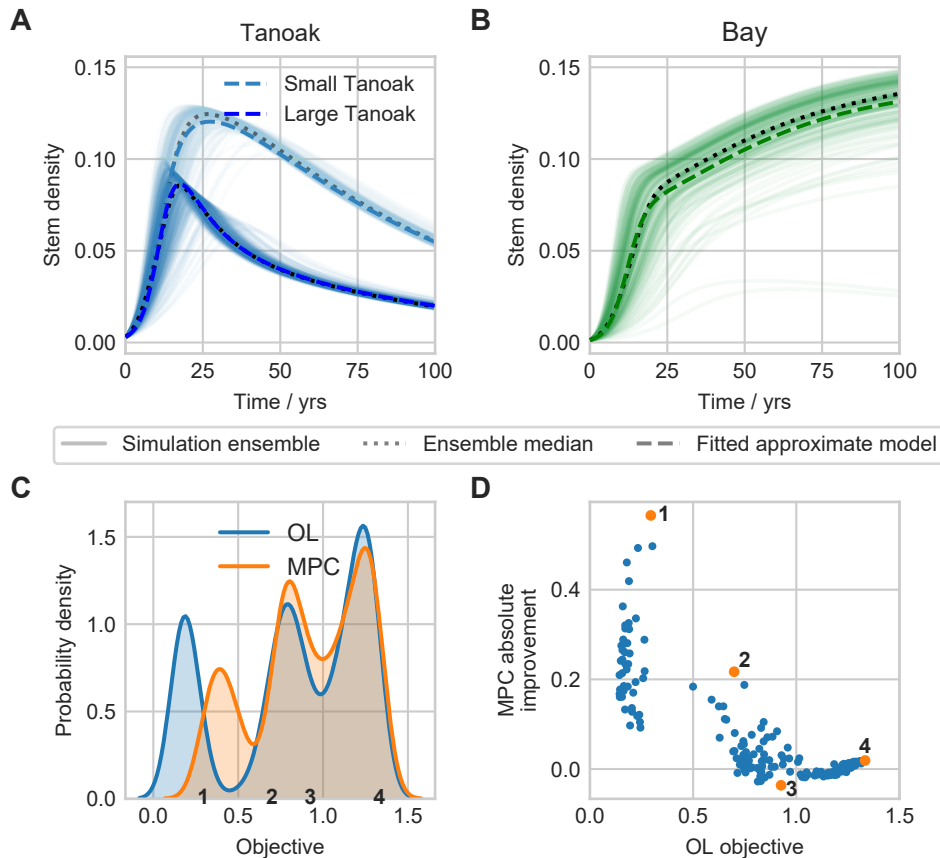 A
Tanoak
0.15
0.10
0.05
0.00
Stem density
Small Tanoak
Large Tanoak
0
25
50
75
100
Time / yrs
B
Bay
0.15
0.10
0.05
0.00
Stem density
0
25
50
75
100
Time / yrs
Simulation ensemble
Ensemble median
Fitted approximate model
C
1.5
1.0
0.5
0.0
Probability density
OL
MPC
1
2
3
4
0.0
0.5
1.0
1.5
Objective
D
0.4
0.2
0.0
MPC absolute
improvement
1
2
3
4
0.0
0.5
1.0
1.5
OL objective